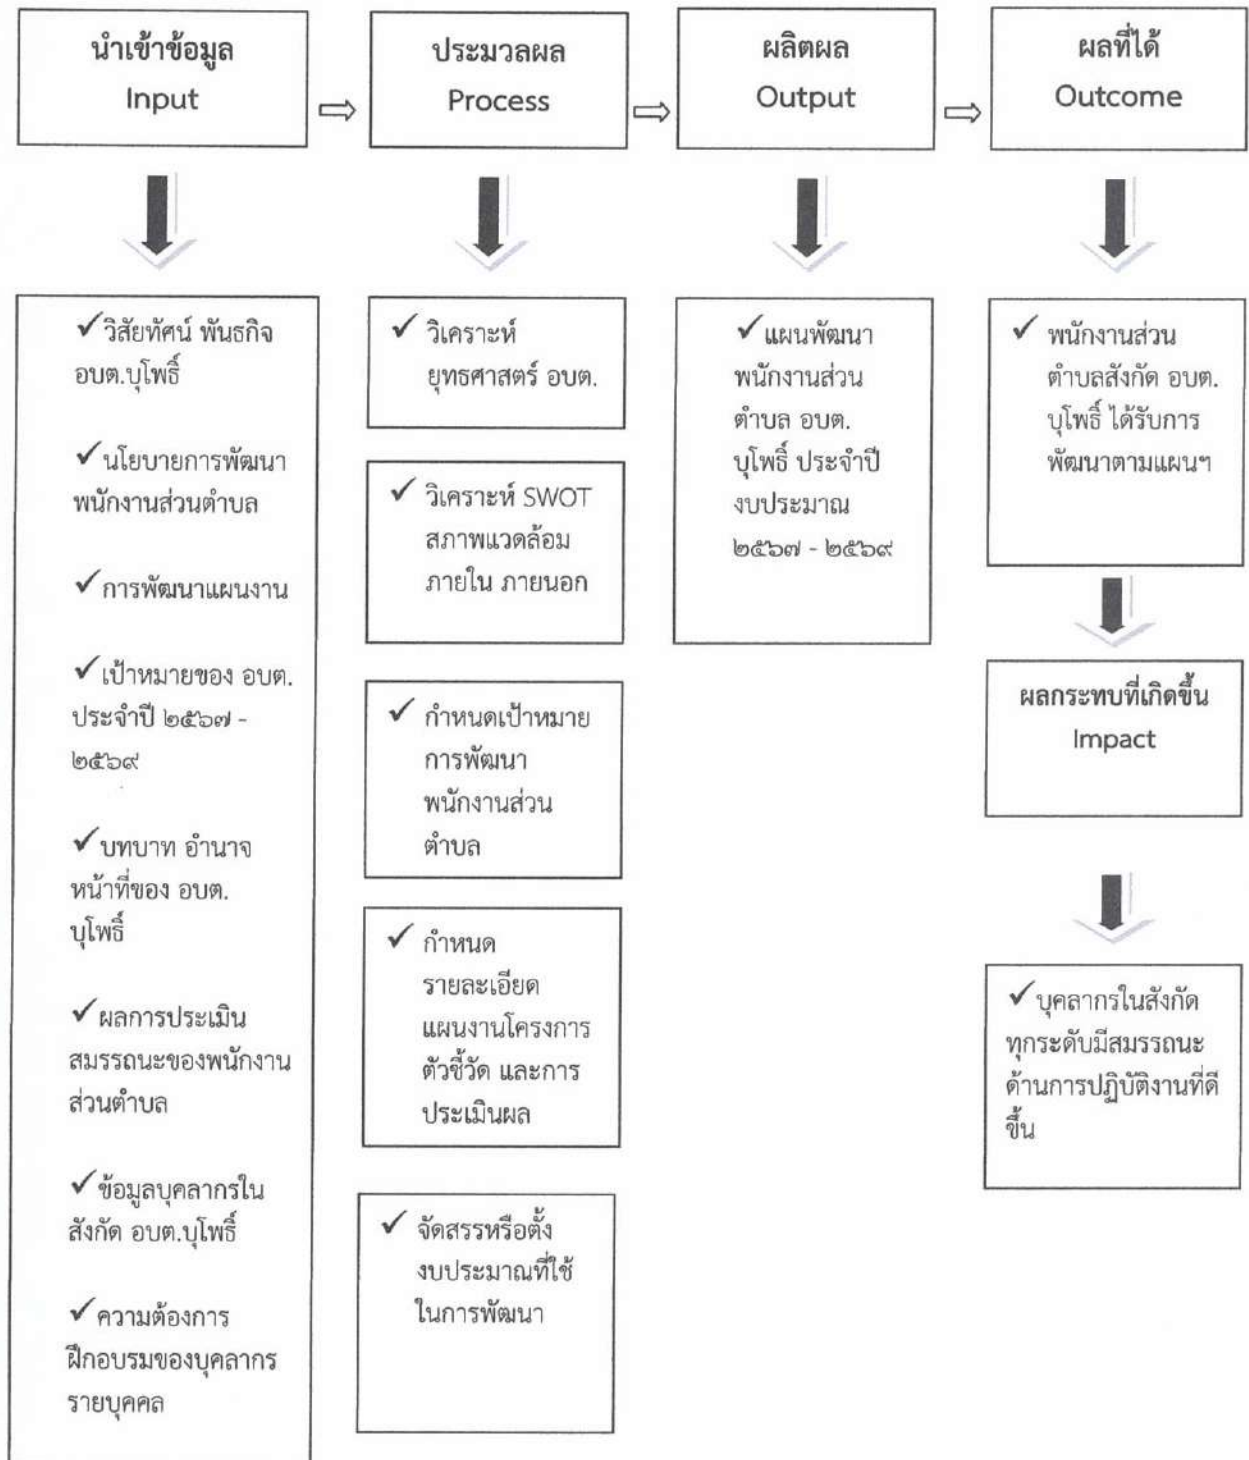 นำเข้าข้อมูล
Input
ประมวลผล
Process
ผลิตผล
Output
ผลที่ได้
Outcome
✓วิสัยทัศน์ พันธกิจ
อบต.บุโพธิ์
✓นโยบายการพัฒนา
พนักงานส่วนตำบล
✓การพัฒนาแผนงาน
✓เป้าหมายของ อบต.
ประจำปี ๒๕๖๗ -
๒๕๖๙
✓บทบาท อำนาจ
หน้าที่ของ อบต.
บุโพธิ์
✓ผลการประเมิน
สมรรถนะของพนักงาน
ส่วนตำบล
✓ข้อมูลบุคลากรใน
สังกัด อบต.บุโพธิ์
✓ความต้องการ
ฝึกอบรมของบุคลากร
รายบุคคล
✓ วิเคราะห์
ยุทธศาสตร์ อบต.
✓ วิเคราะห์ SWOT
สภาพแวดล้อม
ภายใน ภายนอก
✓ กำหนดเป้าหมาย
การพัฒนา
พนักงานส่วน
ตำบล
✓ กำหนด
รายละเอียด
แผนงานโครงการ
ตัวชี้วัด และการ
ประเมินผล
✓ จัดสรรหรือตั้ง
งบประมาณที่ใช้
ในการพัฒนา
✓แผนพัฒนา
พนักงานส่วน
ตำบล อบต.
บุโพธิ์ ประจำปี
งบประมาณ
๒๕๖๗ - ๒๕๖๙
✓ พนักงานส่วน
ตำบลสังกัด อบต.
บุโพธิ์ ได้รับการ
พัฒนาตามแผนฯ
ผลกระทบที่เกิดขึ้น
Impact
✓บุคลากรในสังกัด
ทุกระดับมีสมรรถนะ
ด้านการปฏิบัติงานที่ดี
ขึ้น